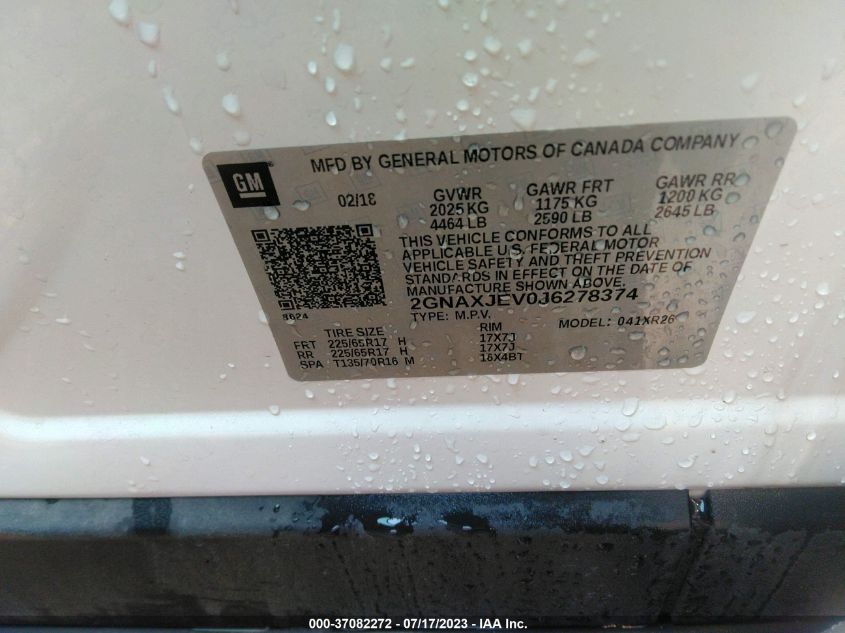 GM
MFD BY GENERAL MOTORS OF CANADA COMPANY
02/18 GVWR GAWR FRT GAWR RR
2025 KG 1175 KG 1200 KG
4464 LB 2590 LB 2645 LB
THIS VEHICLE CONFORMS TO ALL
APPLICABLE U.S. FEDERAL MOTOR
VEHICLE SAFETY AND THEFT PREVENTION
STANDARDS IN EFFECT ON THE DATE OF
MANUFACTURE SHOWN ABOVE.
2GNAXJEV0J6278374
8624
TYPE: M.P.V. MODEL: 041XR26
TIRE SIZE RIM
FRT 225/65R17 H 17X7J
RR 225/65R17 H 17X7J
SPA T135/70R16 M 16X4BT
000-37082272 - 07/17/2023 - IAA Inc.